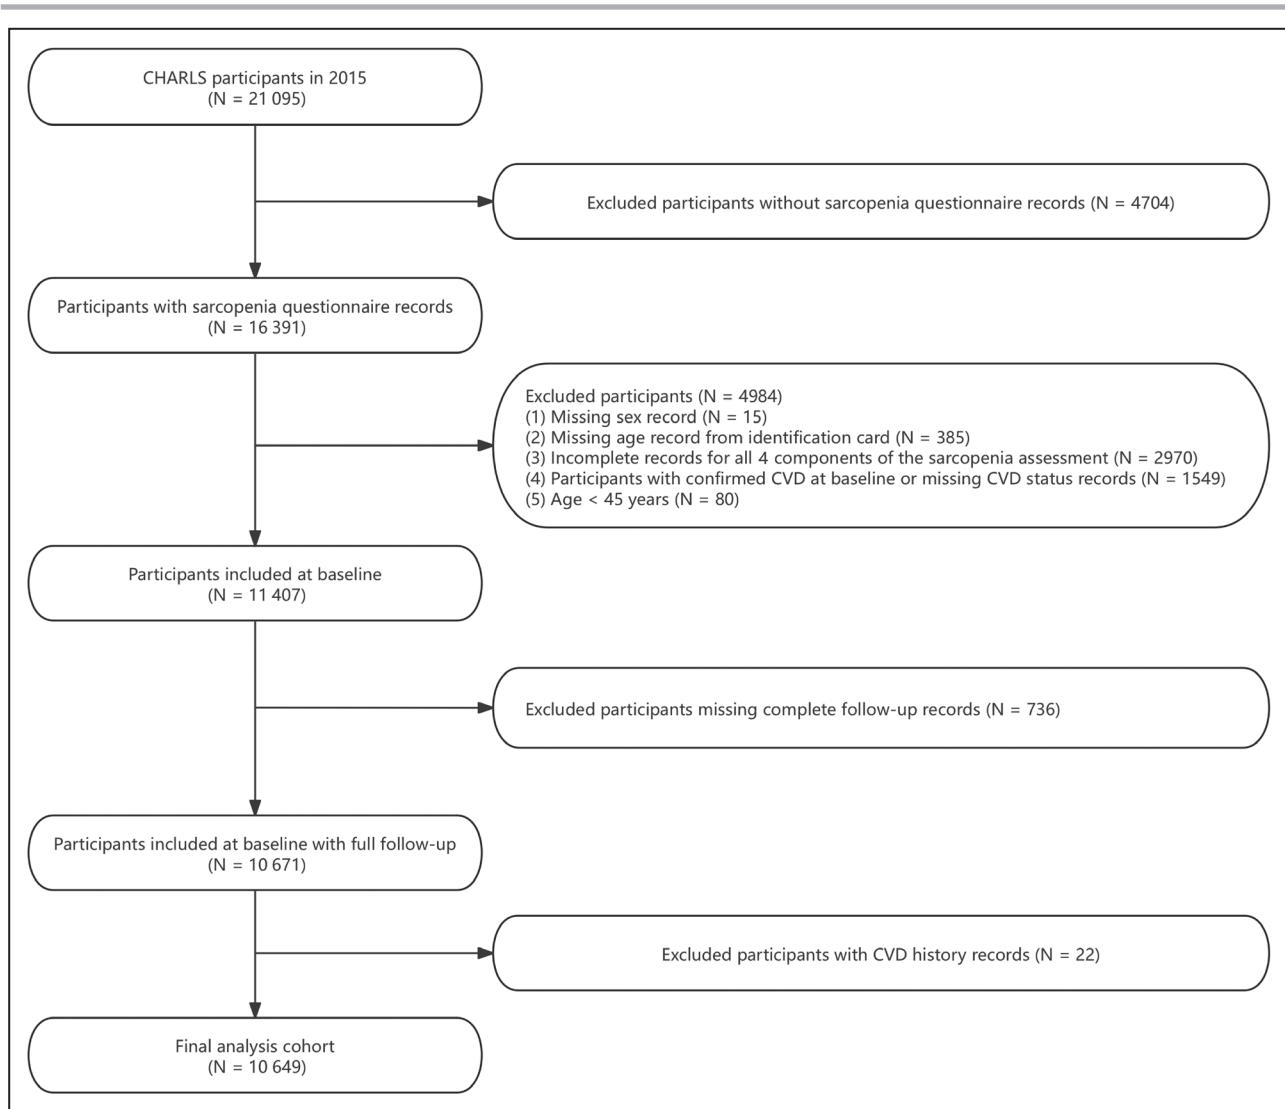 CHARLS participants in 2015
(N = 21 095)
Excluded participants without sarcopenia questionnaire records (N = 4704)
Participants with sarcopenia questionnaire records
(N = 16 391)
Excluded participants (N = 4984)
(1) Missing sex record (N = 15)
(2) Missing age record from identification card (N = 385)
(3) Incomplete records for all 4 components of the sarcopenia assessment (N = 2970)
(4) Participants with confirmed CVD at baseline or missing CVD status records (N = 1549)
(5) Age < 45 years (N = 80)
Participants included at baseline
(N = 11 407)
Excluded participants missing complete follow-up records (N = 736)
Participants included at baseline with full follow-up
(N = 10 671)
Excluded participants with CVD history records (N = 22)
Final analysis cohort
(N = 10 649)